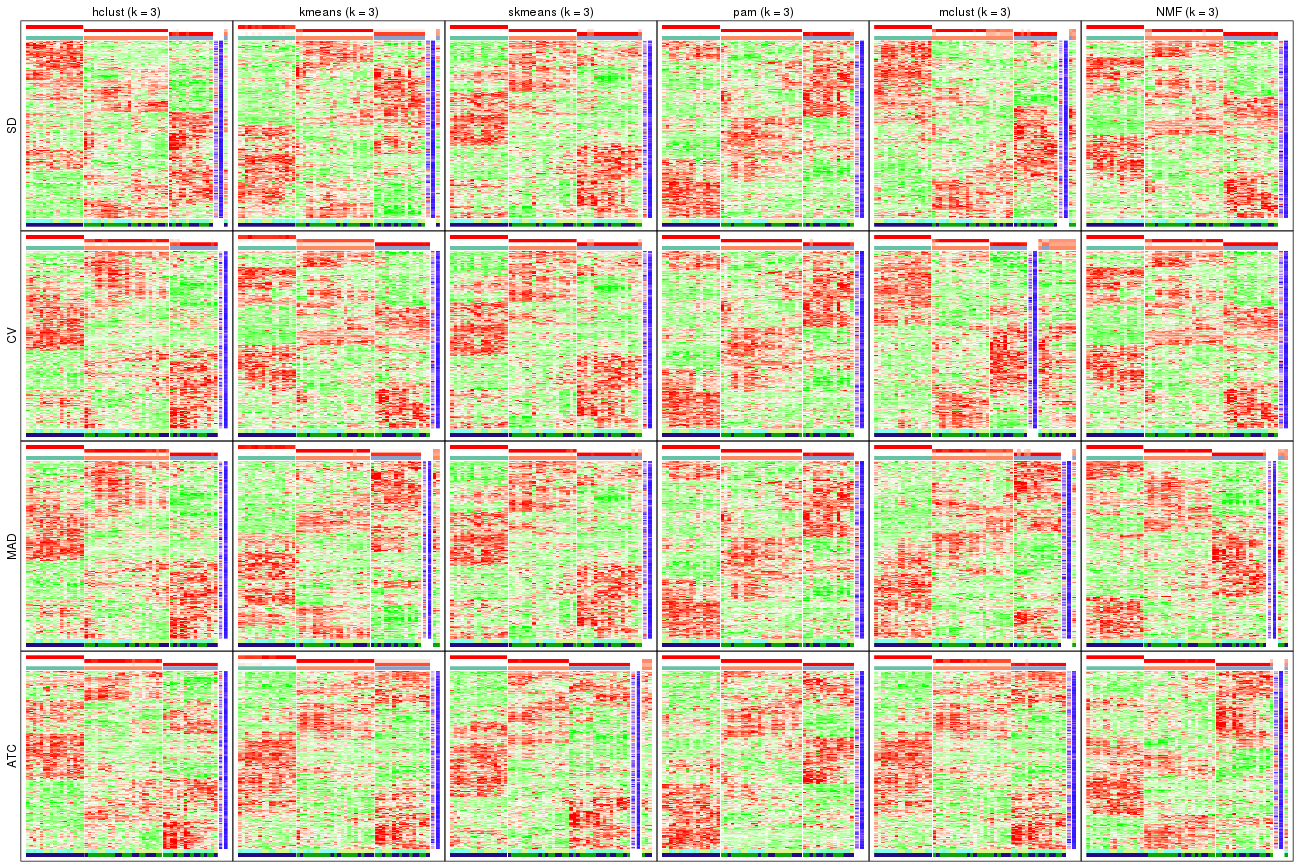 hclust (k = 3) kmeans (k = 3) skmeans (k = 3) pam (k = 3) mclust (k = 3) NMF (k = 3)
SD
CV
MAD
ATC